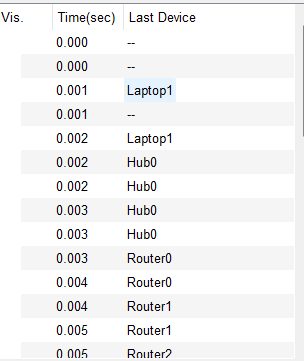 Vis. Time(sec) Last Device
0.000 --
0.000 --
0.001 Laptop1
0.001 --
0.002 Laptop1
0.002 Hub0
0.002 Hub0
0.003 Hub0
0.003 Hub0
0.003 Router0
0.004 Router0
0.004 Router1
0.005 Router1
0.005 Router2